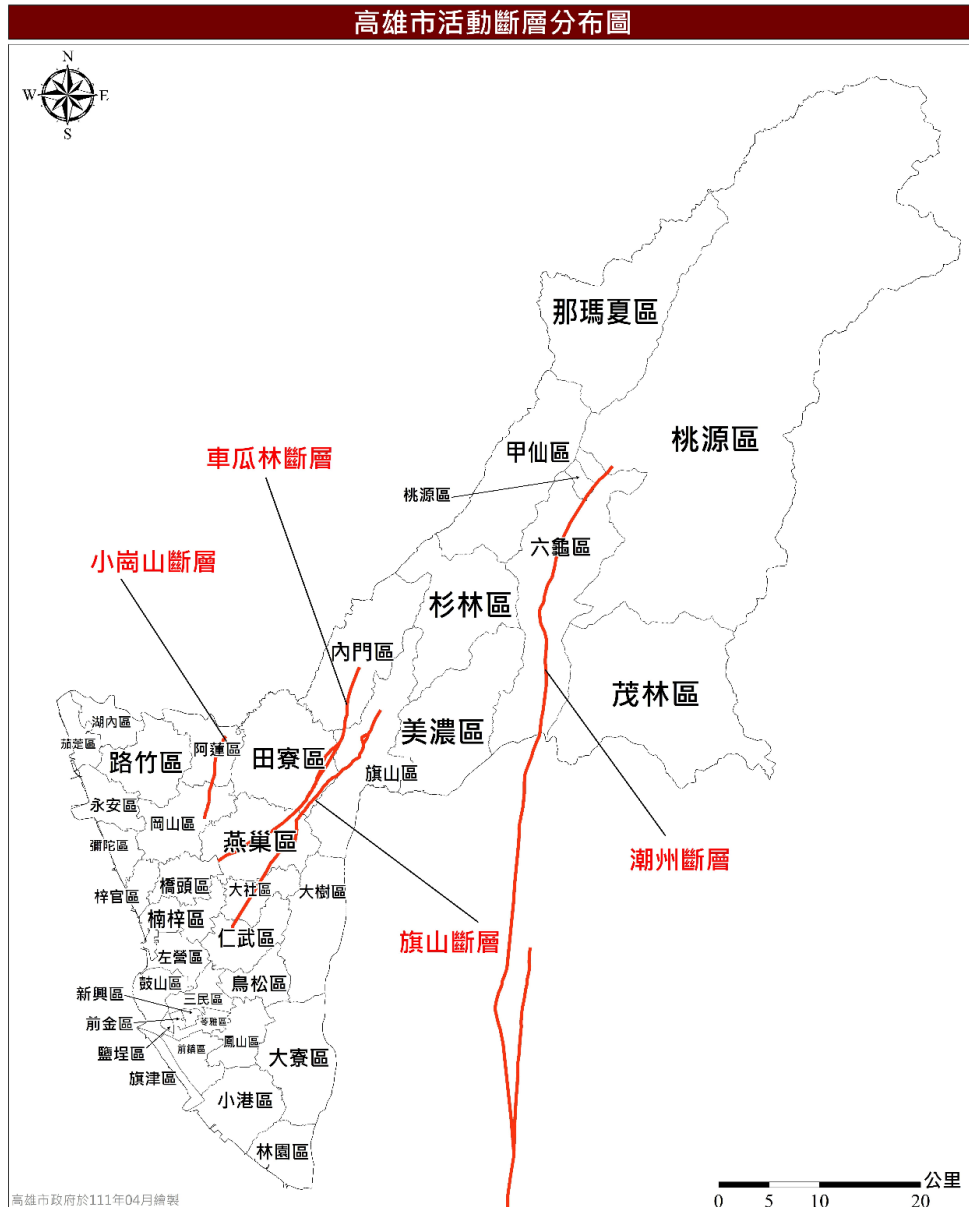 高雄市活動斷層分布圖
N
W
E
S
那瑪夏區
桃源區
甲仙區
車瓜林斷層
桃源區
六龜區
小崗山斷層
杉林區
內門區
茂林區
湖內區
美濃區
茄萣區
阿蓮區
田寮區
路竹區
旗山區
永安區
岡山區
燕巢區
彌陀區
潮州斷層
橋頭區
大社區
大樹區
梓官區
楠梓區
仁武區
旗山斷層
左營區
鼓山區
鳥松區
新興區
三民區
前金區
苓雅區
鹽埕區
前鎮區
鳳山區
大寮區
旗津區
小港區
林園區
公里
0 5 10 20
高雄市政府於111年04月繪製